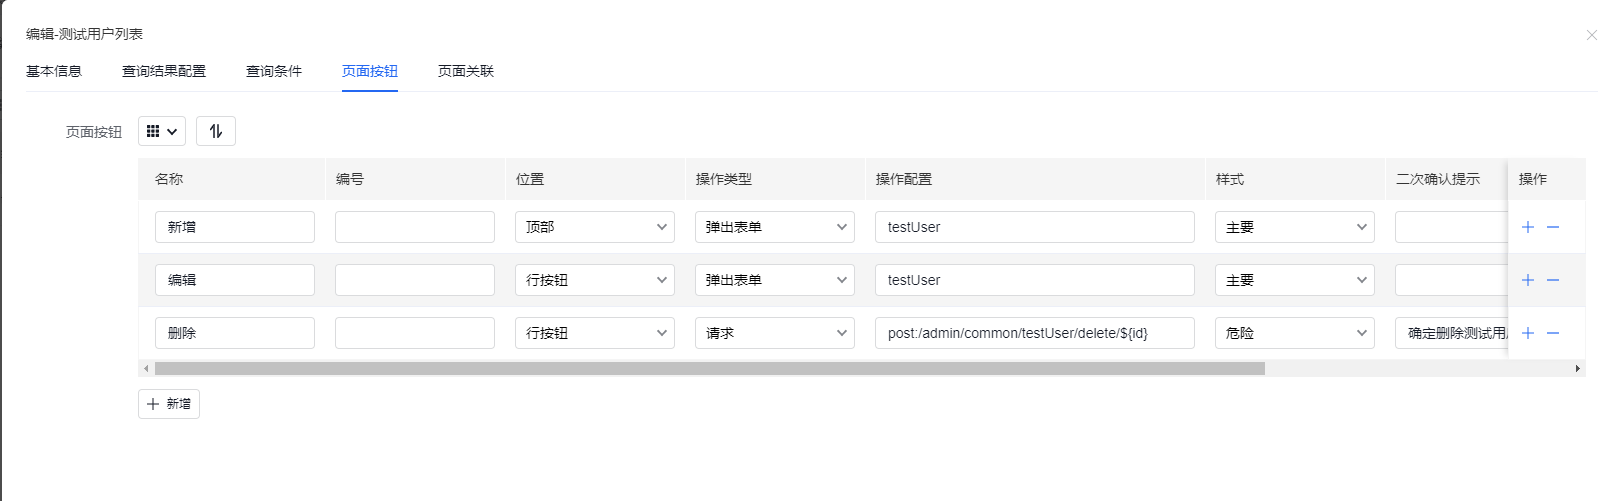 编辑-测试用户列表
基本信息 查询结果配置 查询条件 页面按钮 页面关联
页面按钮
名称 编号 位置 操作类型 操作配置 样式 二次确认提示 操作
新增 顶部 弹出表单 testUser 主要
编辑 行按钮 弹出表单 testUser 主要
删除 行按钮 请求 post:/admin/common/testUser/delete/${id} 危险 确定删除测试用
新增